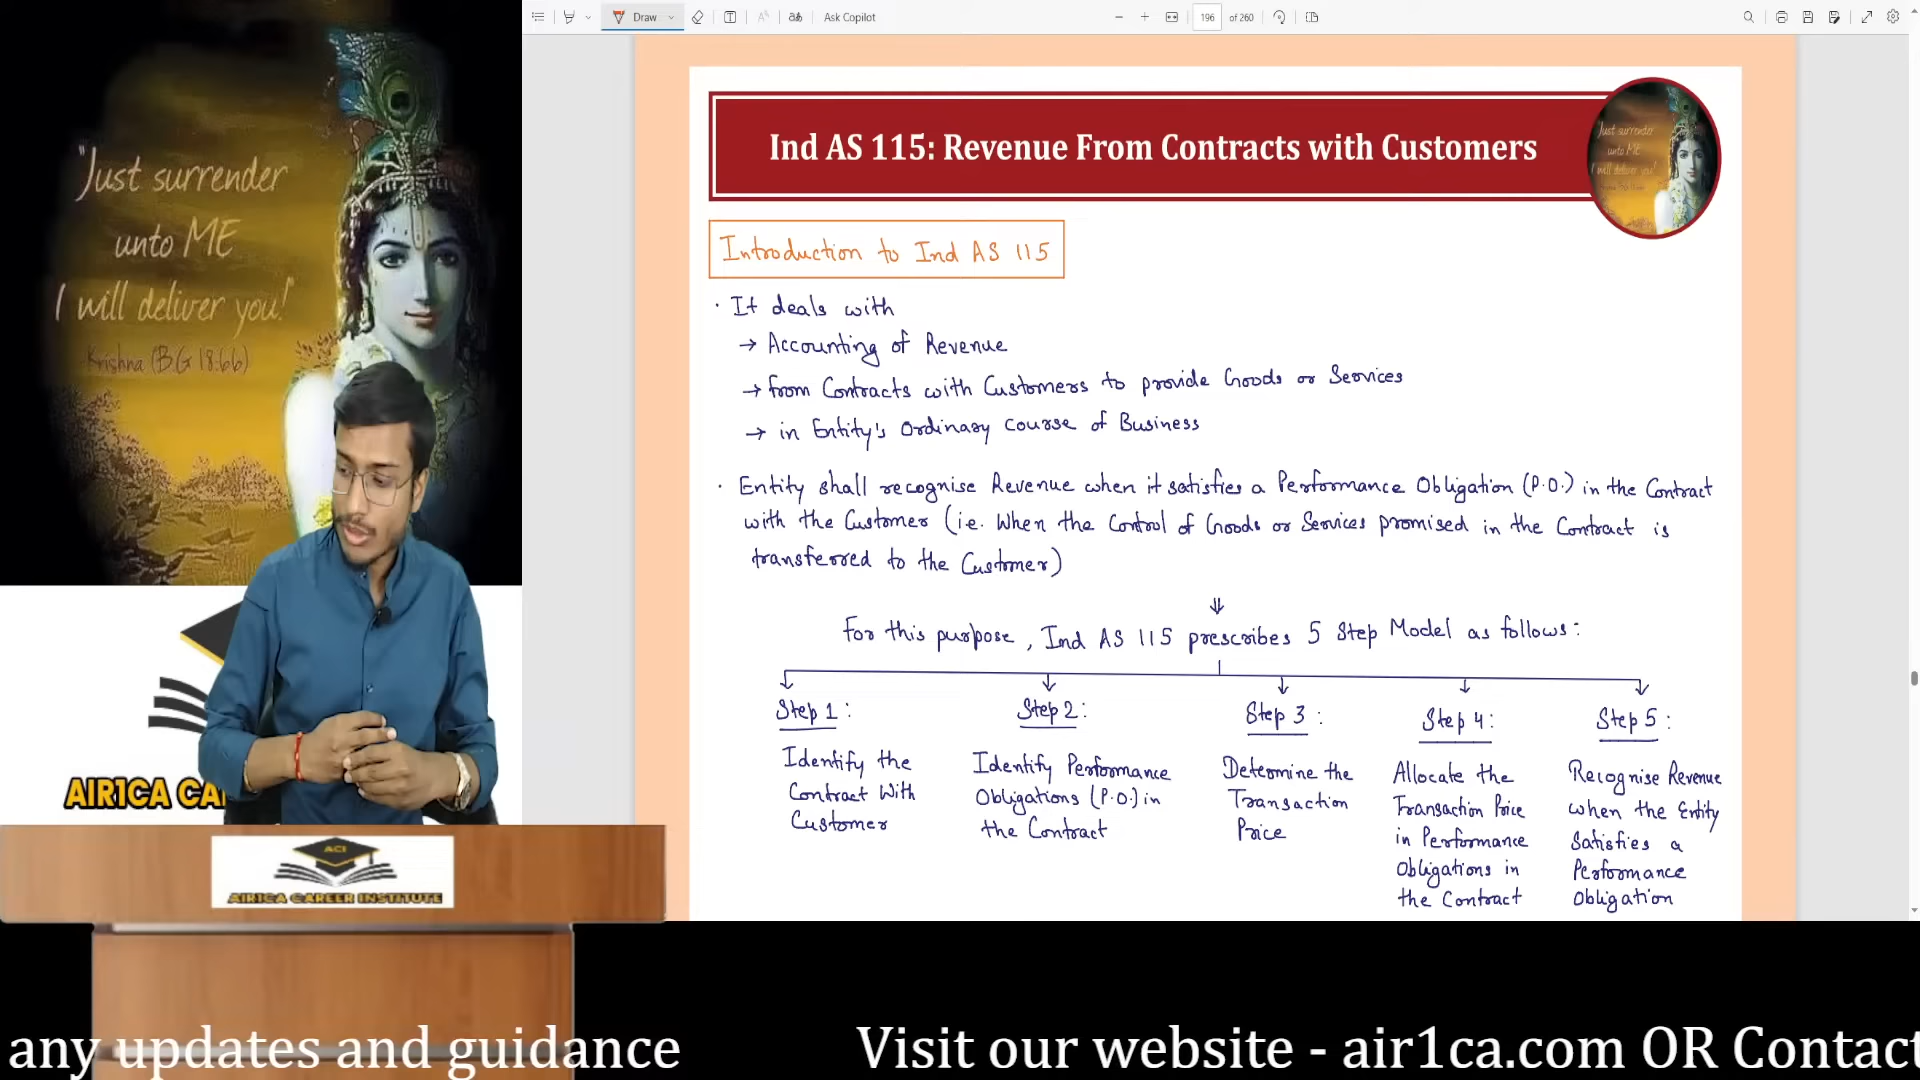 Draw
Ask Copilot
196
of 260
"Just surrender
unto ME
I will deliver you!"
Krishna (B.G 18.66)
Ind AS 115: Revenue From Contracts with Customers
Just surrender
unto ME
I will deliver you!
Introduction to Ind AS 115
· It deals with
→ Accounting of Revenue
→ from Contracts with Customers to provide Goods or Services
→ in Entity's Ordinary course of Business
· Entity shall recognise Revenue when it satisfies a Performance Obligation (P.O.) in the Contract
with the Customer (i.e. When the Control of Goods or Services promised in the Contract is
transferred to the Customer)
⇓
For this purpose, Ind AS 115 prescribes 5 Step Model as follows:
Step 1:
Identify the
Contract With
Customer
Step 2:
Identify Performance
Obligations (P.O.) in
the Contract
Step 3:
Determine the
Transaction
Price
Step 4:
Allocate the
Transaction Price
in Performance
Obligations in
the Contract
Step 5:
Recognise Revenue
when the Entity
Satisfies a
Performance
Obligation
AIR1CA CA
ACI
AIR1CA CAREER INSTITUTE
any updates and guidance
Visit our website - air1ca.com OR Contact